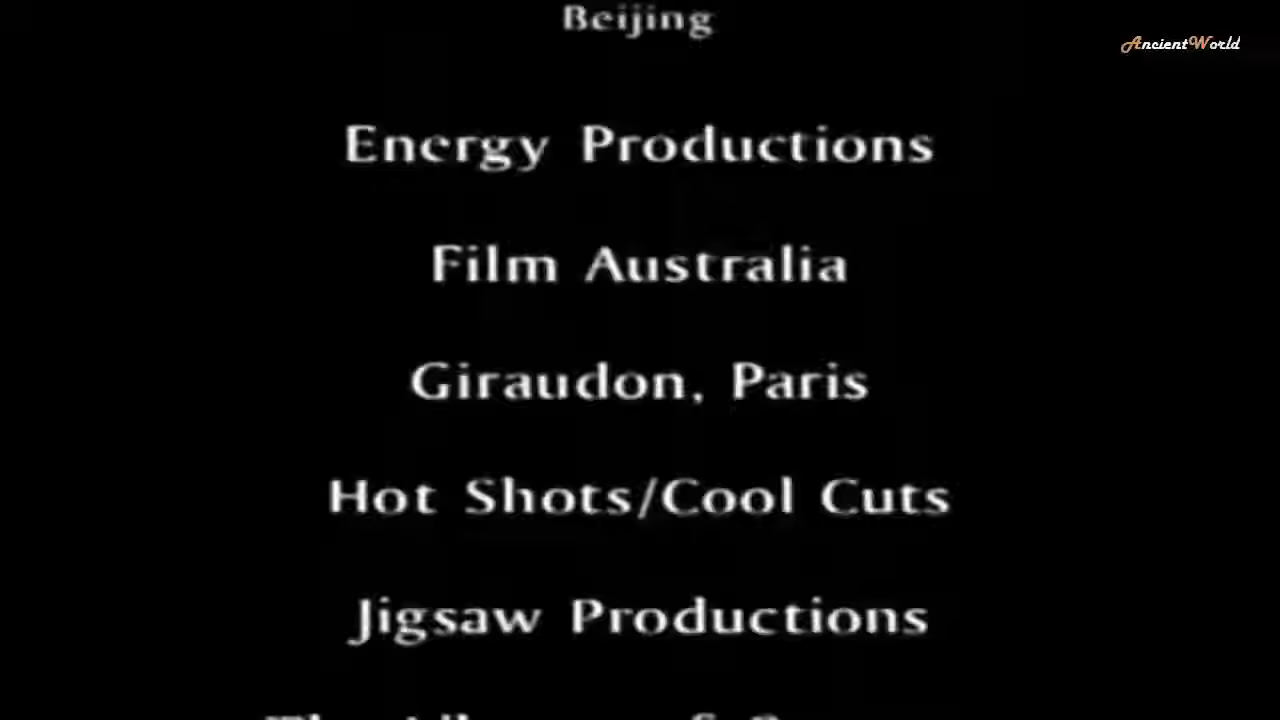 Beijing
AncientWorld
Energy Productions
Film Australia
Giraudon, Paris
Hot Shots/Cool Cuts
Jigsaw Productions